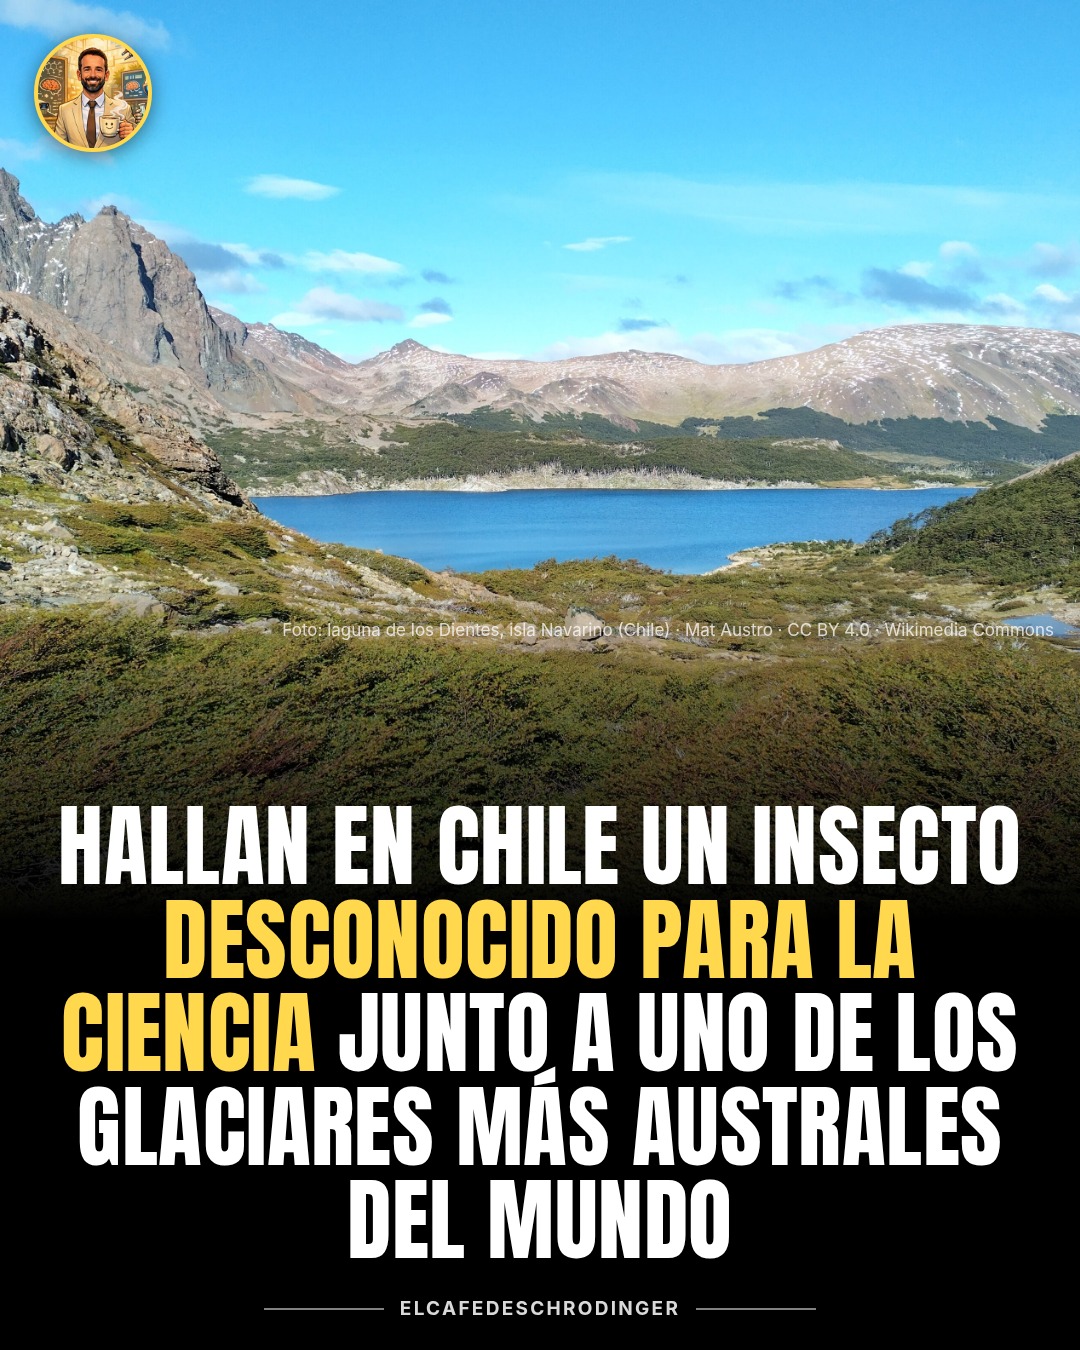 Foto: laguna de los Dientes, isla Navarino (Chile) · Mat Austro · CC BY 4.0 · Wikimedia Commons
HALLAN EN CHILE UN INSECTO
DESCONOCIDO PARA LA
CIENCIA JUNTO A UNO DE LOS
GLACIARES MÁS AUSTRALES
DEL MUNDO
ELCAFEDESCHRODINGER